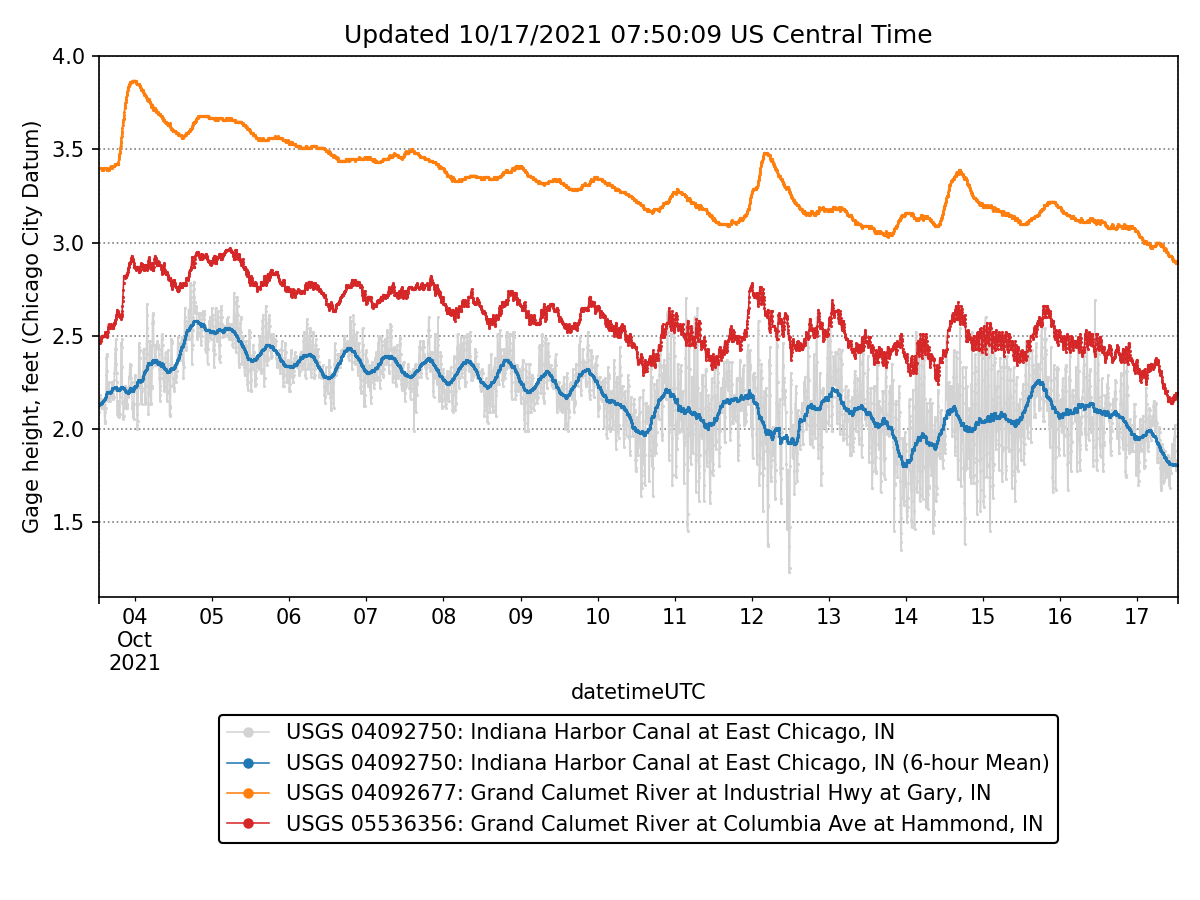 Updated 10/17/2021 07:50:09 US Central Time
Gage height, feet (Chicago City Datum)
4.0
3.5
3.0
2.5
2.0
1.5
04 05 06 07 08 09 10 11 12 13 14 15 16 17
Oct
2021
datetimeUTC
USGS 04092750: Indiana Harbor Canal at East Chicago, IN
USGS 04092750: Indiana Harbor Canal at East Chicago, IN (6-hour Mean)
USGS 04092677: Grand Calumet River at Industrial Hwy at Gary, IN
USGS 05536356: Grand Calumet River at Columbia Ave at Hammond, IN